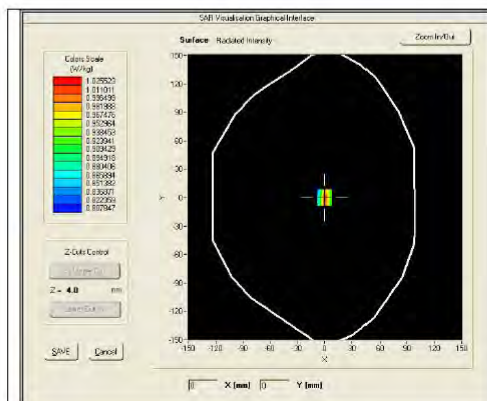 SAR Visualisation Graphical Interface
Surface Radiated Intensity
Zoom In/Out
Colors Scale
(W/kg)
1.025520
1.011011
0.996499
0.981988
0.967476
0.952964
0.938453
0.923941
0.909429
0.894918
0.880406
0.865894
0.851382
0.836871
0.822359
0.807847
150
120
90
60
30
0
-30
-60
-90
-120
-150
Y
-150 -120 -90 -60 -30 0 30 60 90 120 150
X
Z-Cuts Control
Z = 4.0 mm
SAVE
Cancel
0 X (mm) 0 Y (mm)